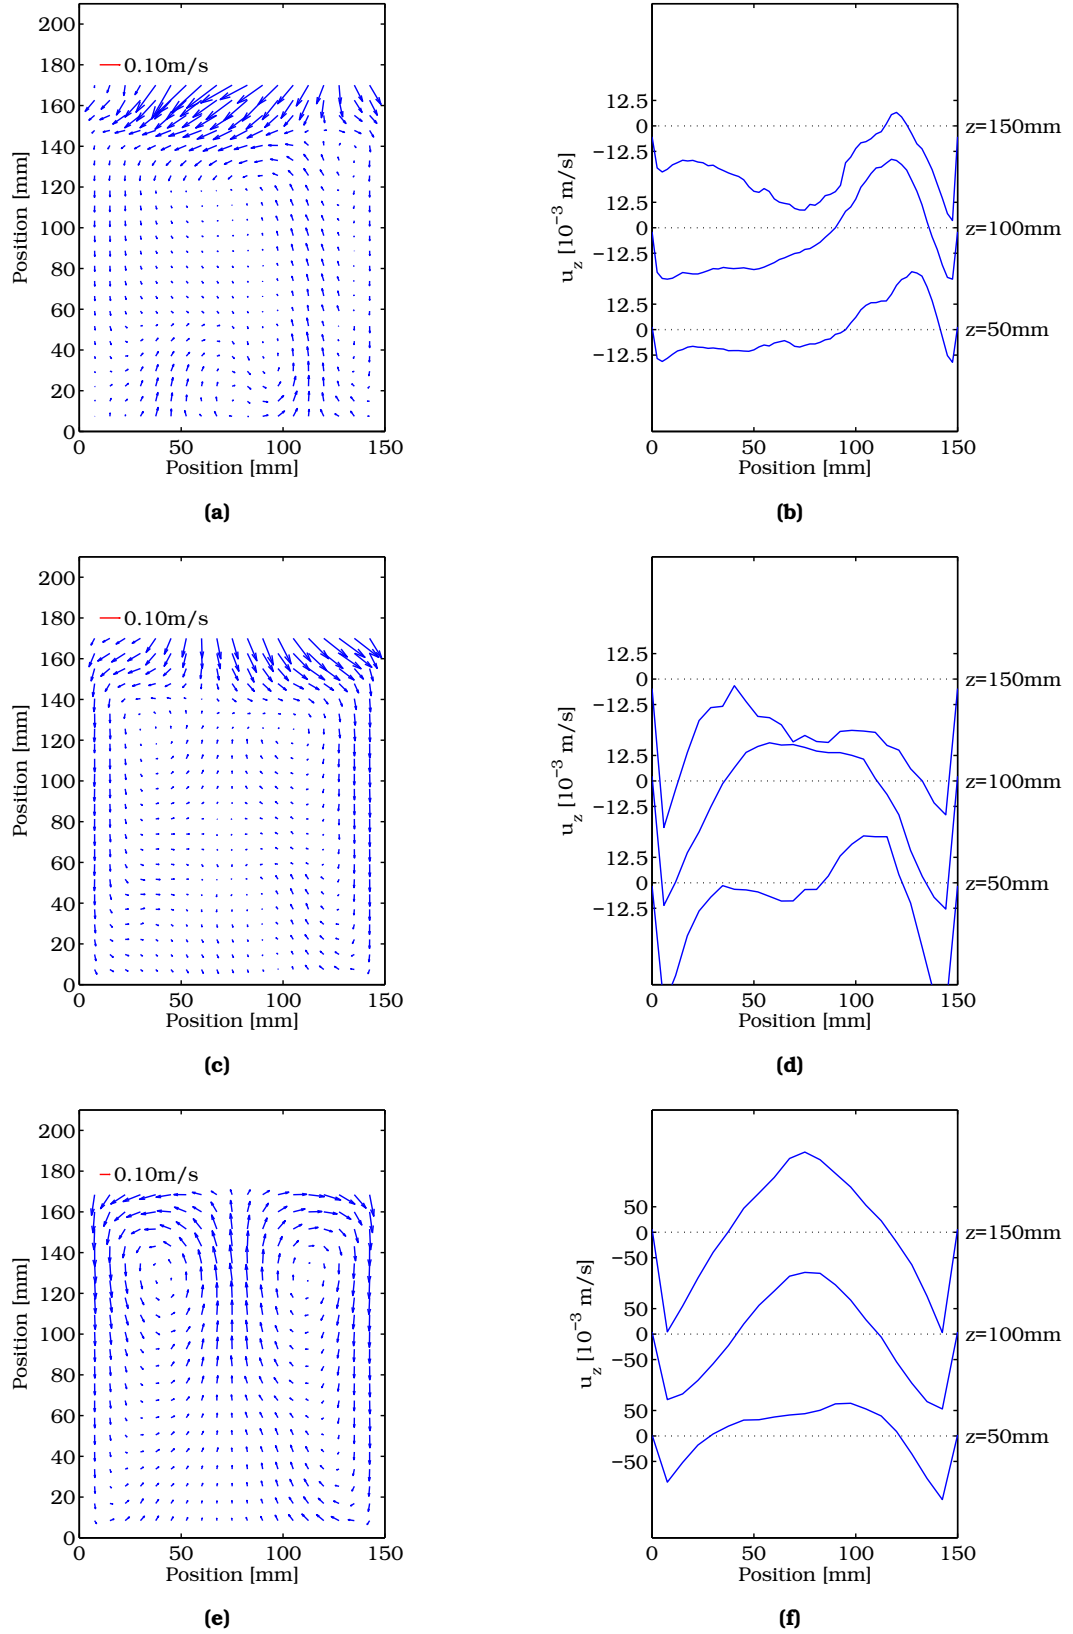 0.10m/s
Position [mm]
210
200
180
160
140
120
100
80
60
40
20
0
0 50 100 150
Position [mm]
(a)
u_z [10^−3 m/s]
12.5
0
−12.5
z=150mm
12.5
0
−12.5
z=100mm
12.5
0
−12.5
z=50mm
0 50 100 150
Position [mm]
(b)
0.10m/s
Position [mm]
200
180
160
140
120
100
80
60
40
20
0
0 50 100 150
Position [mm]
(c)
u_z [10^−3 m/s]
12.5
0
−12.5
z=150mm
12.5
0
−12.5
z=100mm
12.5
0
−12.5
z=50mm
0 50 100 150
Position [mm]
(d)
0.10m/s
Position [mm]
200
180
160
140
120
100
80
60
40
20
0
0 50 100 150
Position [mm]
(e)
u_z [10^−3 m/s]
50
0
−50
z=150mm
50
0
−50
z=100mm
50
0
−50
z=50mm
0 50 100 150
Position [mm]
(f)